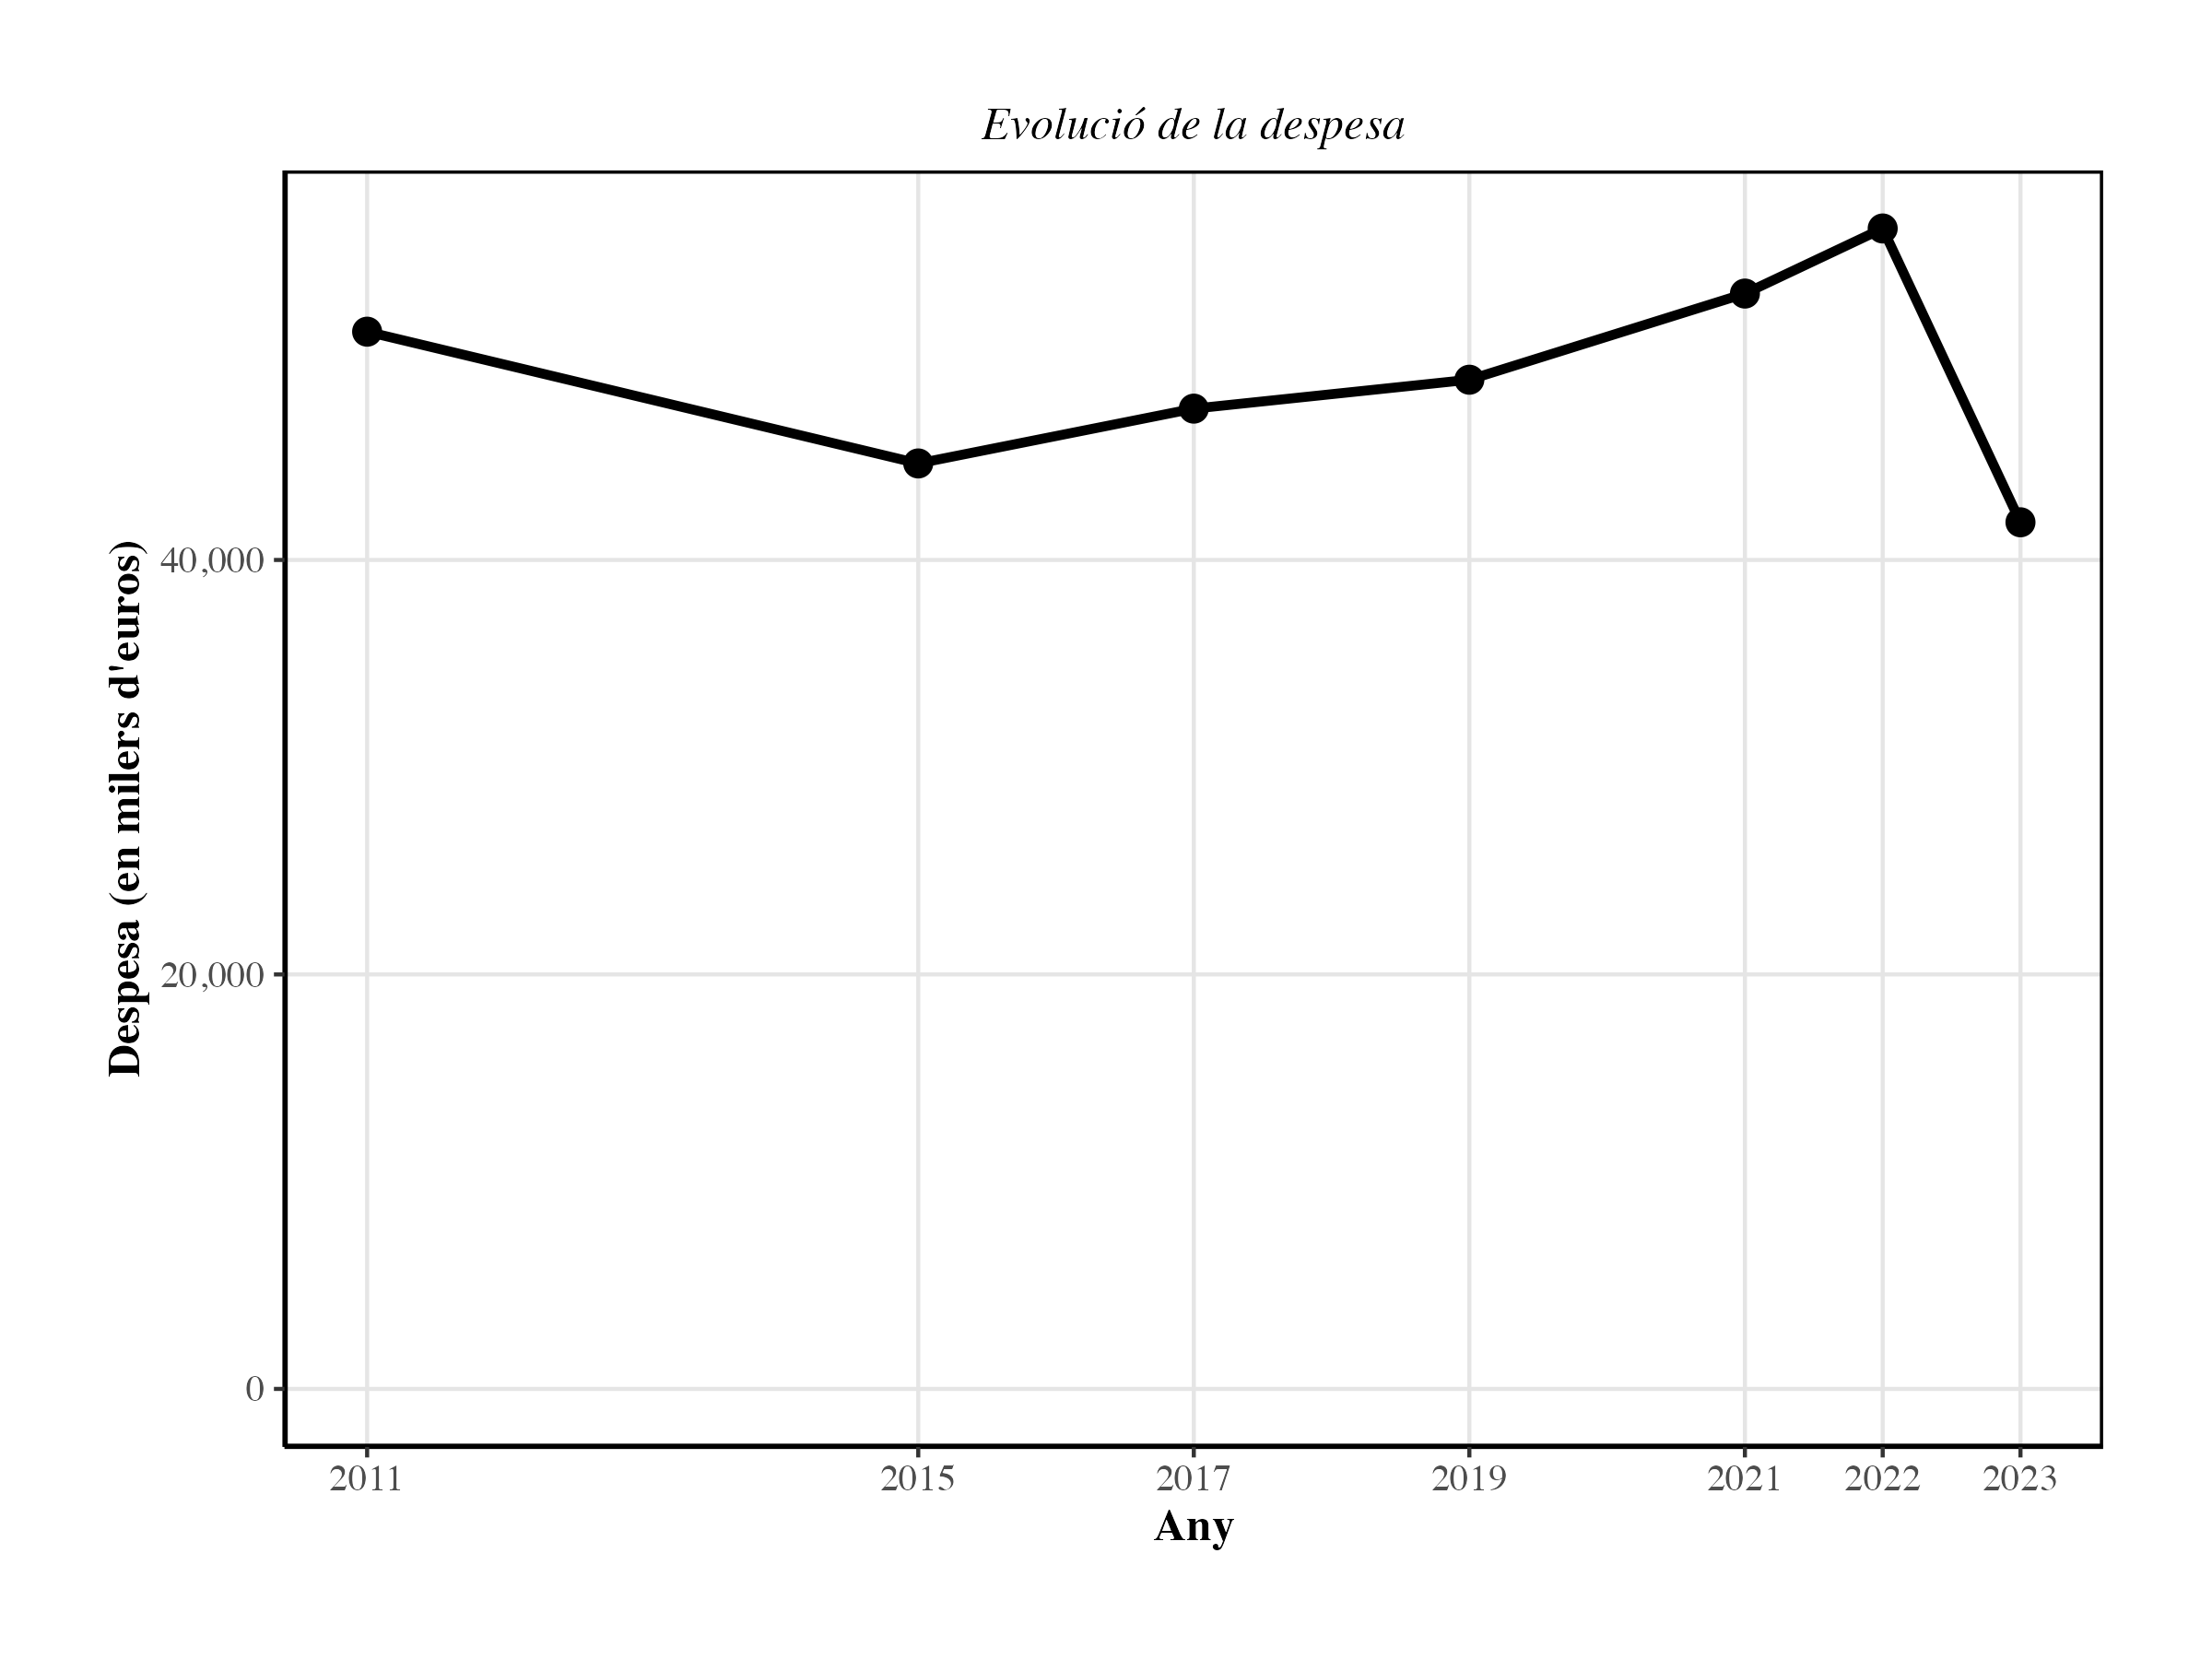 Evolució de la despesa
Despesa (en milers d'euros)
40,000
20,000
0
2011 2015 2017 2019 2021 2022 2023
Any